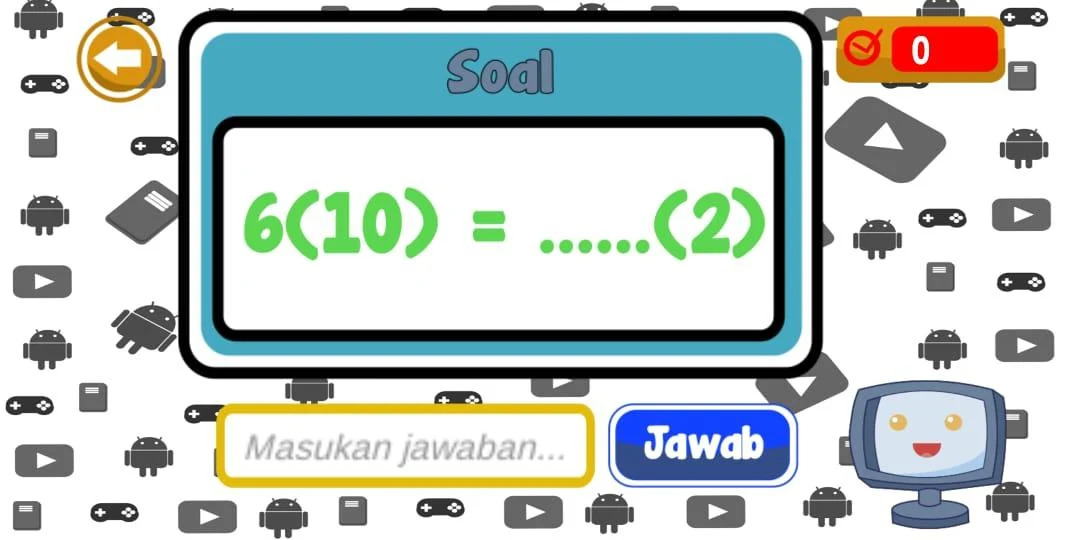 Soal
0
6(10) = ......(2)
Masukan jawaban...
Jawab